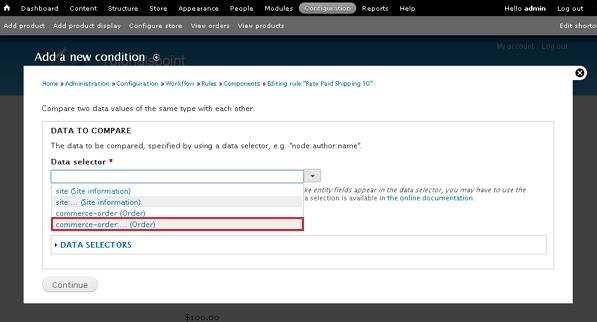 Dashboard Content Structure Store Appearance People Modules Configuration Reports Help Hello admin Log out
Add product Add product display Configure store View orders View products Edit shortcu
My account Log out
Add a new condition
Home » Administration » Configuration » Workflow » Rules » Components » Editing rule "Rate Paid Shipping 10"
Compare two data values of the same type with each other.
DATA TO COMPARE
The data to be compared, specified by using a data selector, e.g. "node:author:name".
Data selector *
site (Site information)
ke entity fields appear in the data selector, you may have to use the
site:... (Site information)
a selection is available in the online documentation.
commerce-order (Order)
commerce-order:... (Order)
DATA SELECTORS
Continue
$100.00